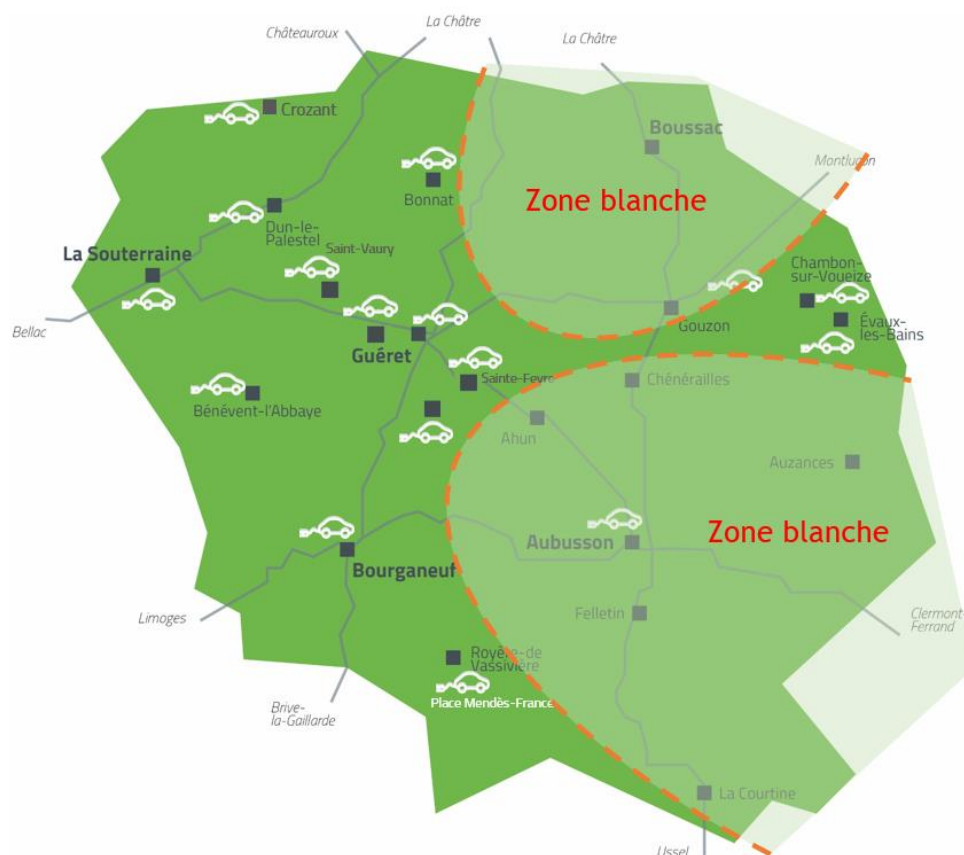 La Châtre
Châteauroux
La Châtre
Crozant
Boussac
Montluçon
Bonnat
Zone blanche
Dun-le-
Palestel
Saint-Vaury
La Souterraine
Chambon-
sur-Voueize
Bellac
Gouzon
Évaux-
les-Bains
Guéret
Sainte-Feyre
Chénérailles
Bénévent-l'Abbaye
Ahun
Auzances
Zone blanche
Aubusson
Bourganeuf
Limoges
Felletin
Clermont-
Ferrand
Royère-de
Vassivière
Place Mendès-France
Brive-
la-Gaillarde
La Courtine
Ussel